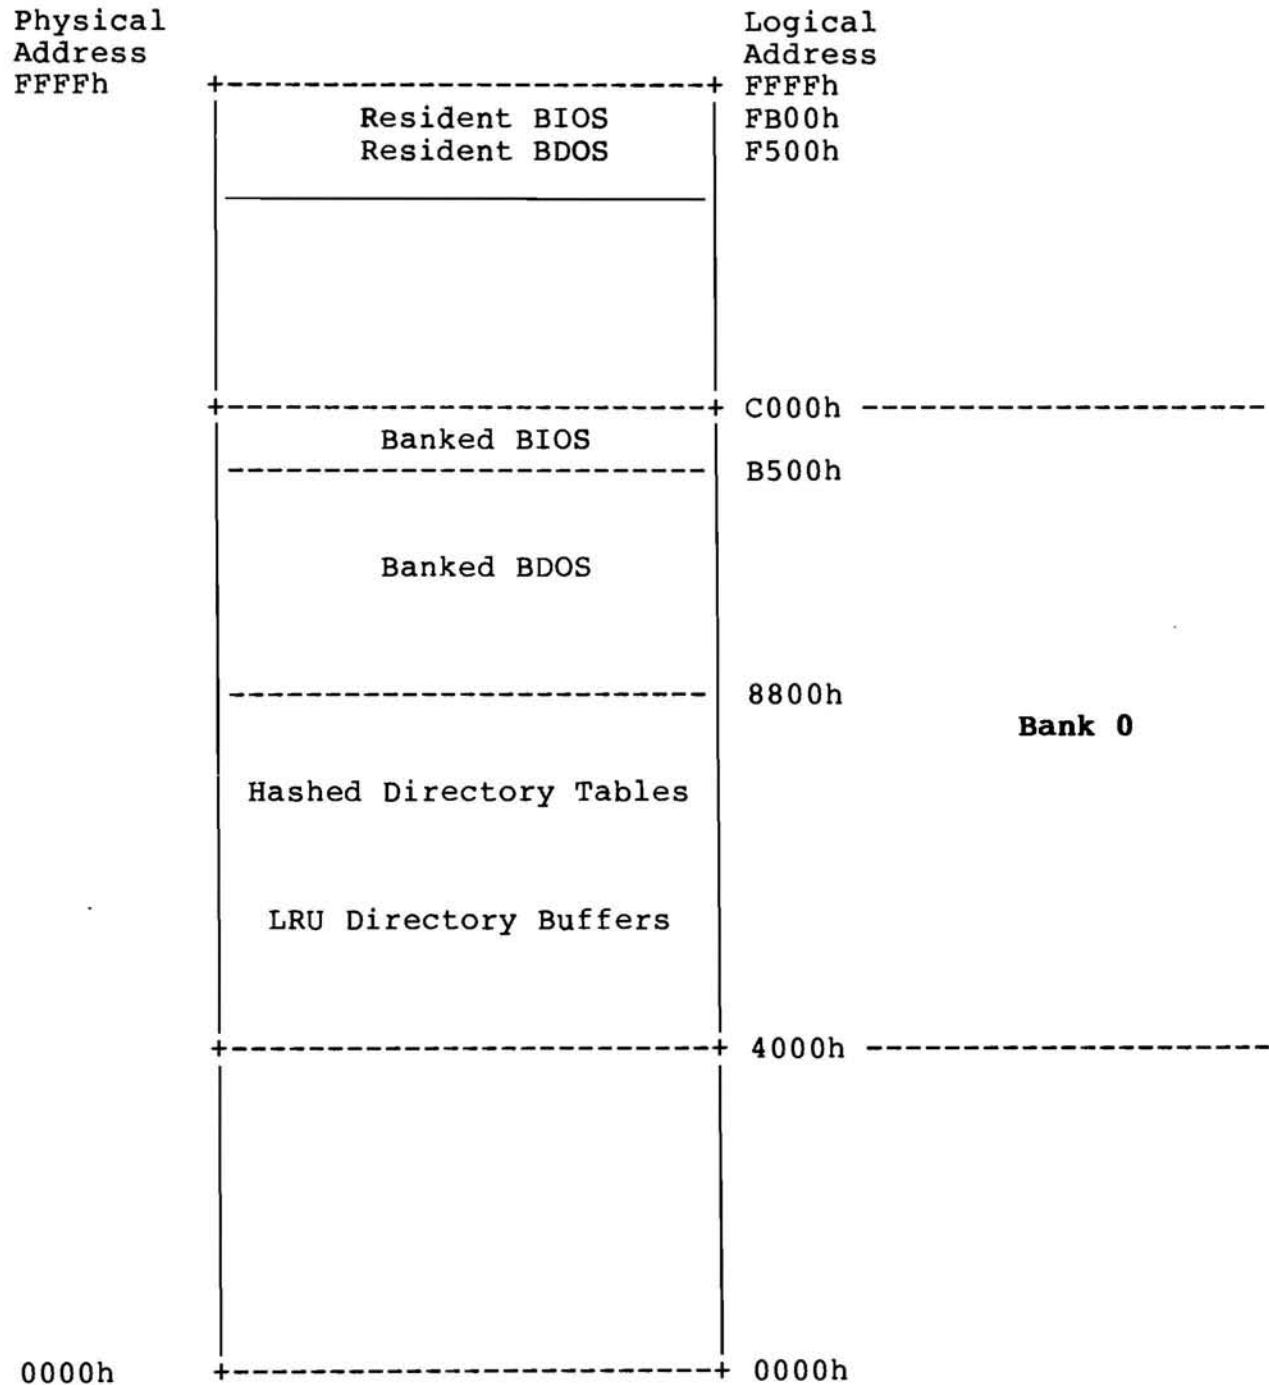 Physical Logical
Address Address
FFFFh FFFFh
Resident BIOS FB00h
Resident BDOS F500h
C000h
Banked BIOS
B500h
Banked BDOS
8800h
Bank 0
Hashed Directory Tables
LRU Directory Buffers
4000h
0000h 0000h